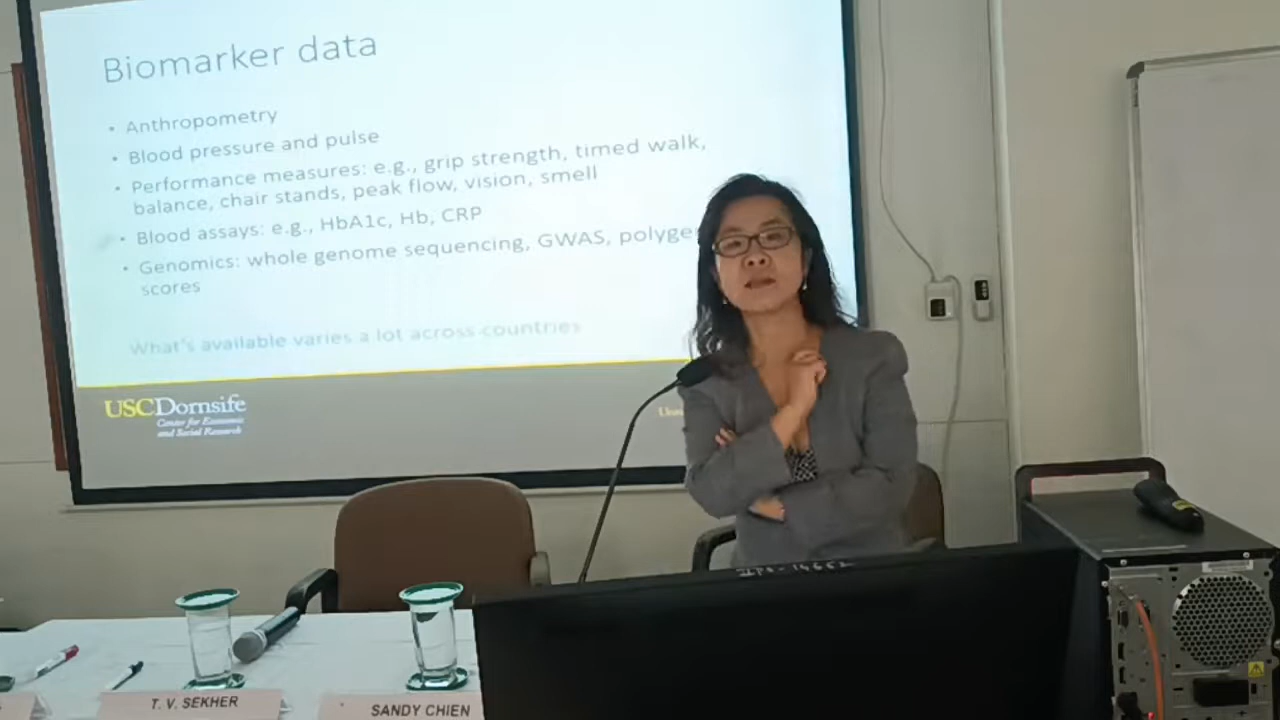 Biomarker data
• Anthropometry
• Blood pressure and pulse
• Performance measures: e.g., grip strength, timed walk,
balance, chair stands, peak flow, vision, smell
• Blood assays: e.g., HbA1c, Hb, CRP
• Genomics: whole genome sequencing, GWAS,
scores
What's available varies a lot across countries
USC Dornsife
Center for Economic
and Social Research
T. V. SEKHER
SANDY CHIEN